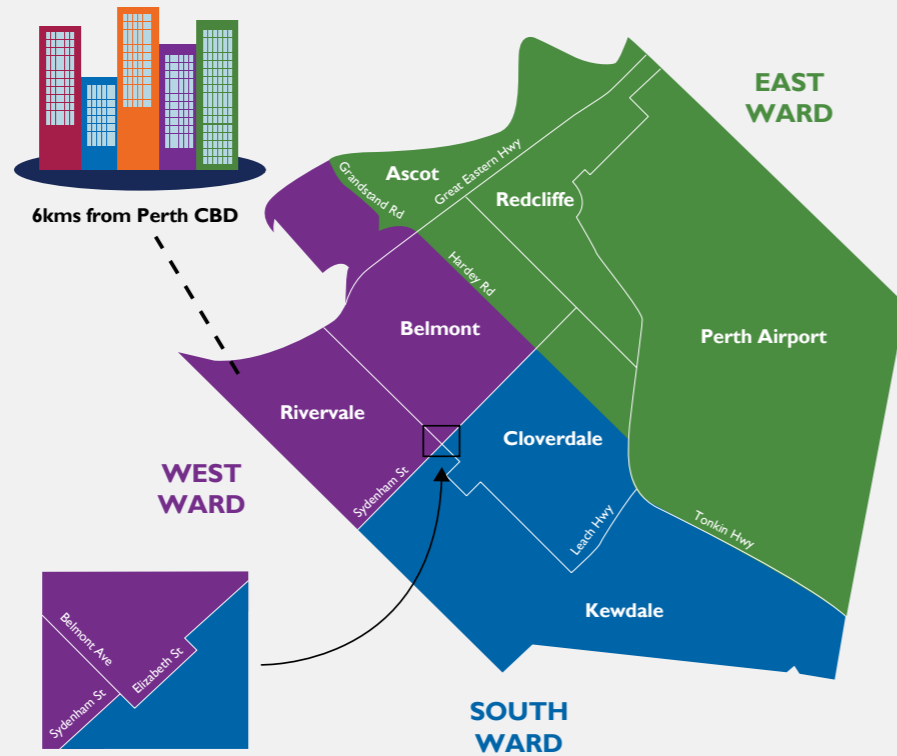 EAST
WARD
Ascot
Grandstand Rd
Great Eastern Hwy
Redcliffe
6kms from Perth CBD
Hardey Rd
Belmont
Perth Airport
Rivervale
Cloverdale
WEST
WARD
Sydenham St
Leach Hwy
Tonkin Hwy
Kewdale
Belmont Ave
Elizabeth St
Sydenham St
SOUTH
WARD